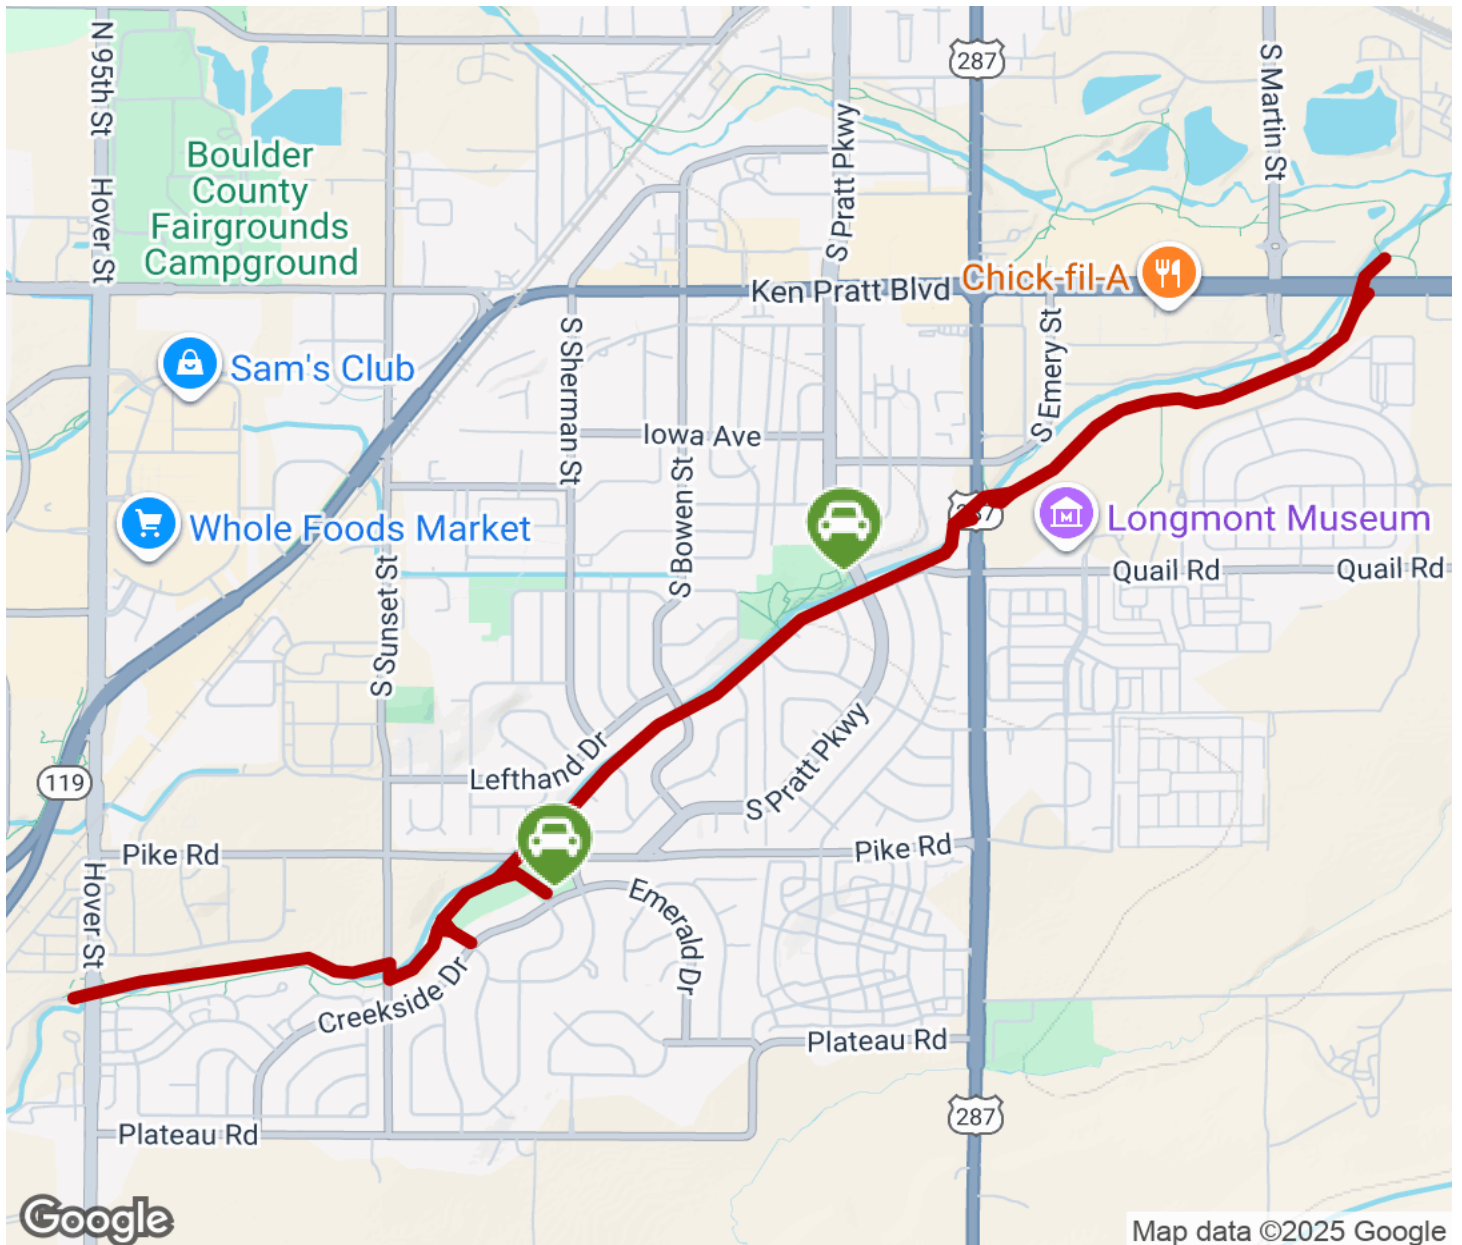 N 95th St
287
S Martin St
S Pratt Pkwy
Boulder
County
Fairgrounds
Campground
Hover St
Chick-fil-A
Ken Pratt Blvd
S Emery St
S Sherman St
Sam's Club
Iowa Ave
S Bowen St
287
Longmont Museum
Whole Foods Market
Quail Rd
Quail Rd
S Sunset St
S Pratt Pkwy
Lefthand Dr
119
Pike Rd
Pike Rd
Hover St
Emerald Dr
Creekside Dr
Plateau Rd
287
Plateau Rd
Google
Map data ©2025 Google